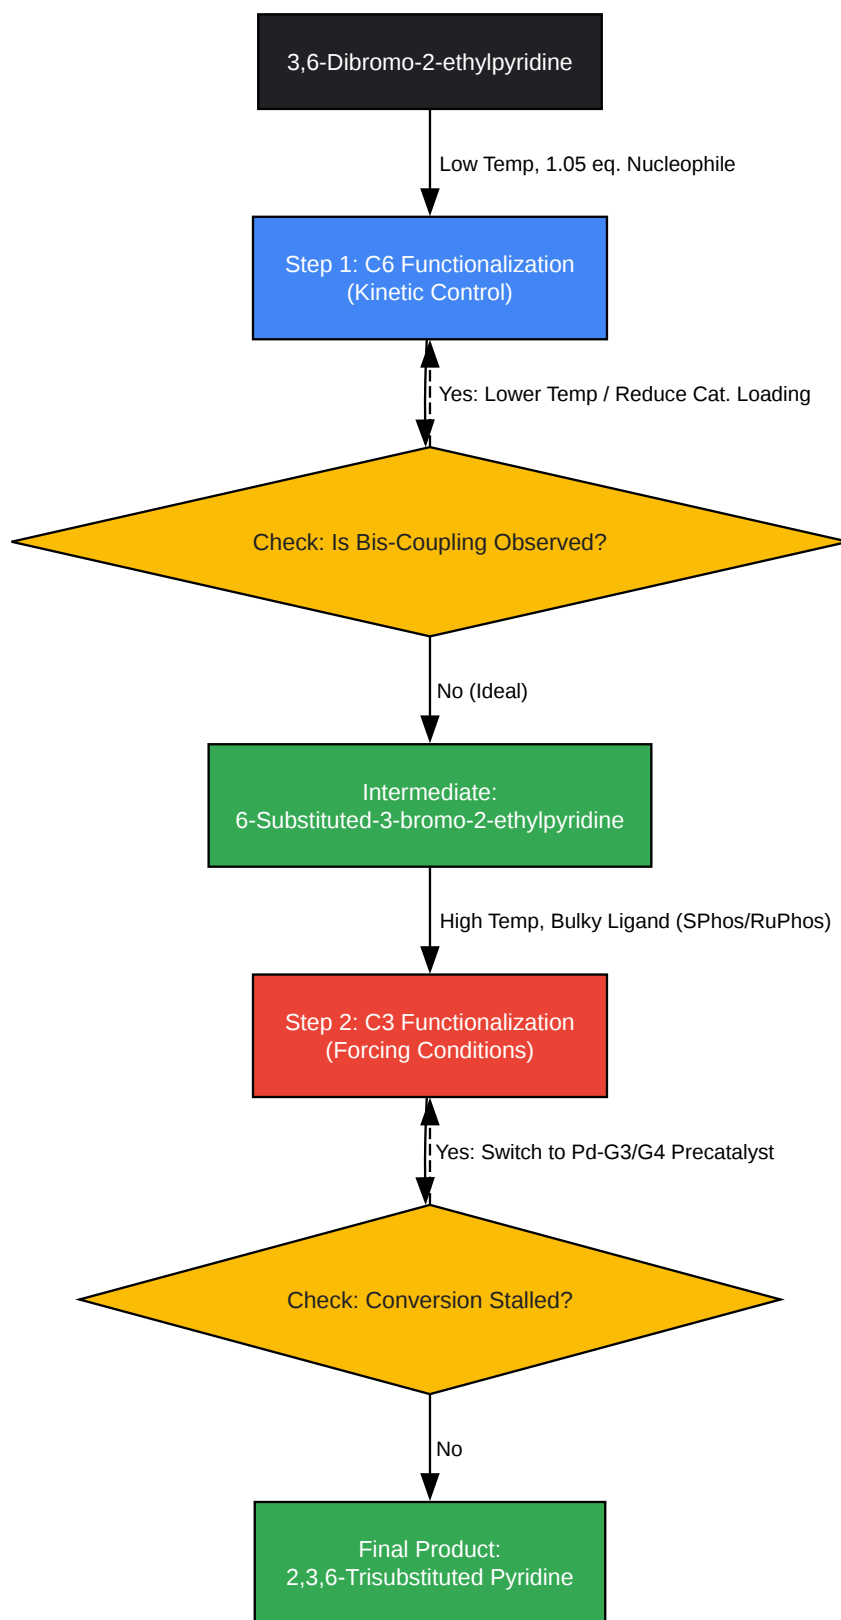 3,6-Dibromo-2-ethylpyridine
Low Temp, 1.05 eq. Nucleophile
Step 1: C6 Functionalization
(Kinetic Control)
Yes: Lower Temp / Reduce Cat. Loading
Check: Is Bis-Coupling Observed?
No (Ideal)
Intermediate:
6-Substituted-3-bromo-2-ethylpyridine
High Temp, Bulky Ligand (SPhos/RuPhos)
Step 2: C3 Functionalization
(Forcing Conditions)
Yes: Switch to Pd-G3/G4 Precatalyst
Check: Conversion Stalled?
No
Final Product:
2,3,6-Trisubstituted Pyridine